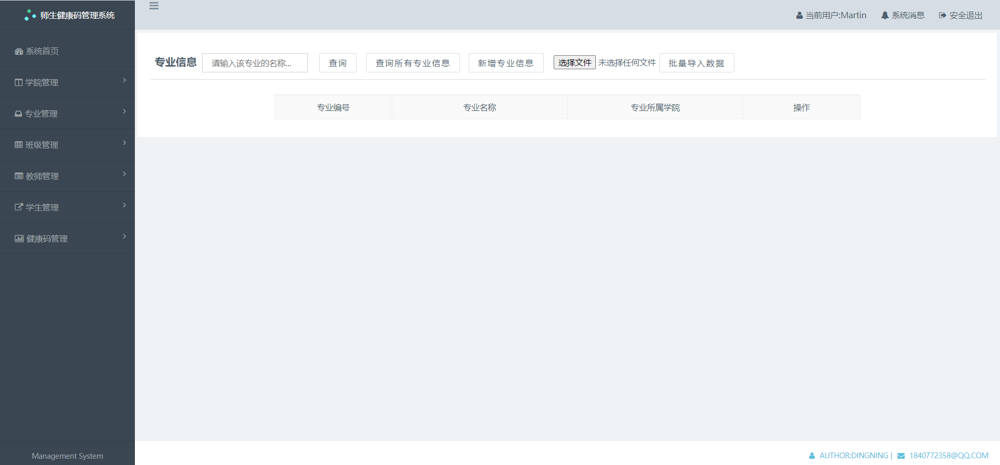 师生健康码管理系统
当前用户:Martin 系统消息 安全退出
系统首页
学院管理
专业管理
班级管理
教师管理
学生管理
健康码管理
Management System
专业信息 请输入该专业的名称... 查询 查询所有专业信息 新增专业信息 选择文件 未选择任何文件 批量导入数据
专业编号 专业名称 专业所属学院 操作
AUTHOR:DINGNING | 1840772358@QQ.COM